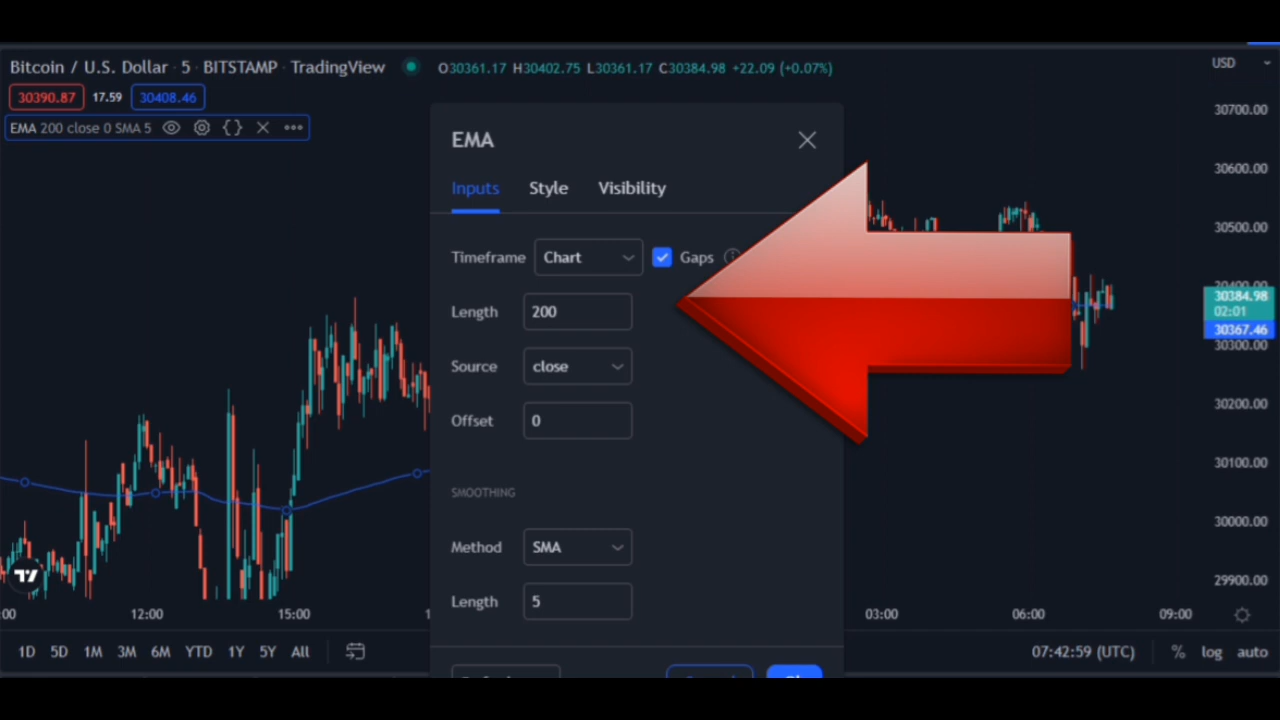 Bitcoin / U.S. Dollar · 5 · BITSTAMP · TradingView O30361.17 H30402.75 L30361.17 C30384.98 +22.09 (+0.07%) USD
30390.87 17.59 30408.46
EMA 200 close 0 SMA 5
30700.00
EMA
30600.00
Inputs Style Visibility
30500.00
Timeframe Chart Gaps
30384.98
02:01
30367.46
Length 200
30300.00
Source close
30200.00
Offset 0
30100.00
SMOOTHING
30000.00
Method SMA
29900.00
Length 5
12:00 15:00 03:00 06:00 09:00
1D 5D 1M 3M 6M YTD 1Y 5Y All 07:42:59 (UTC) % log auto